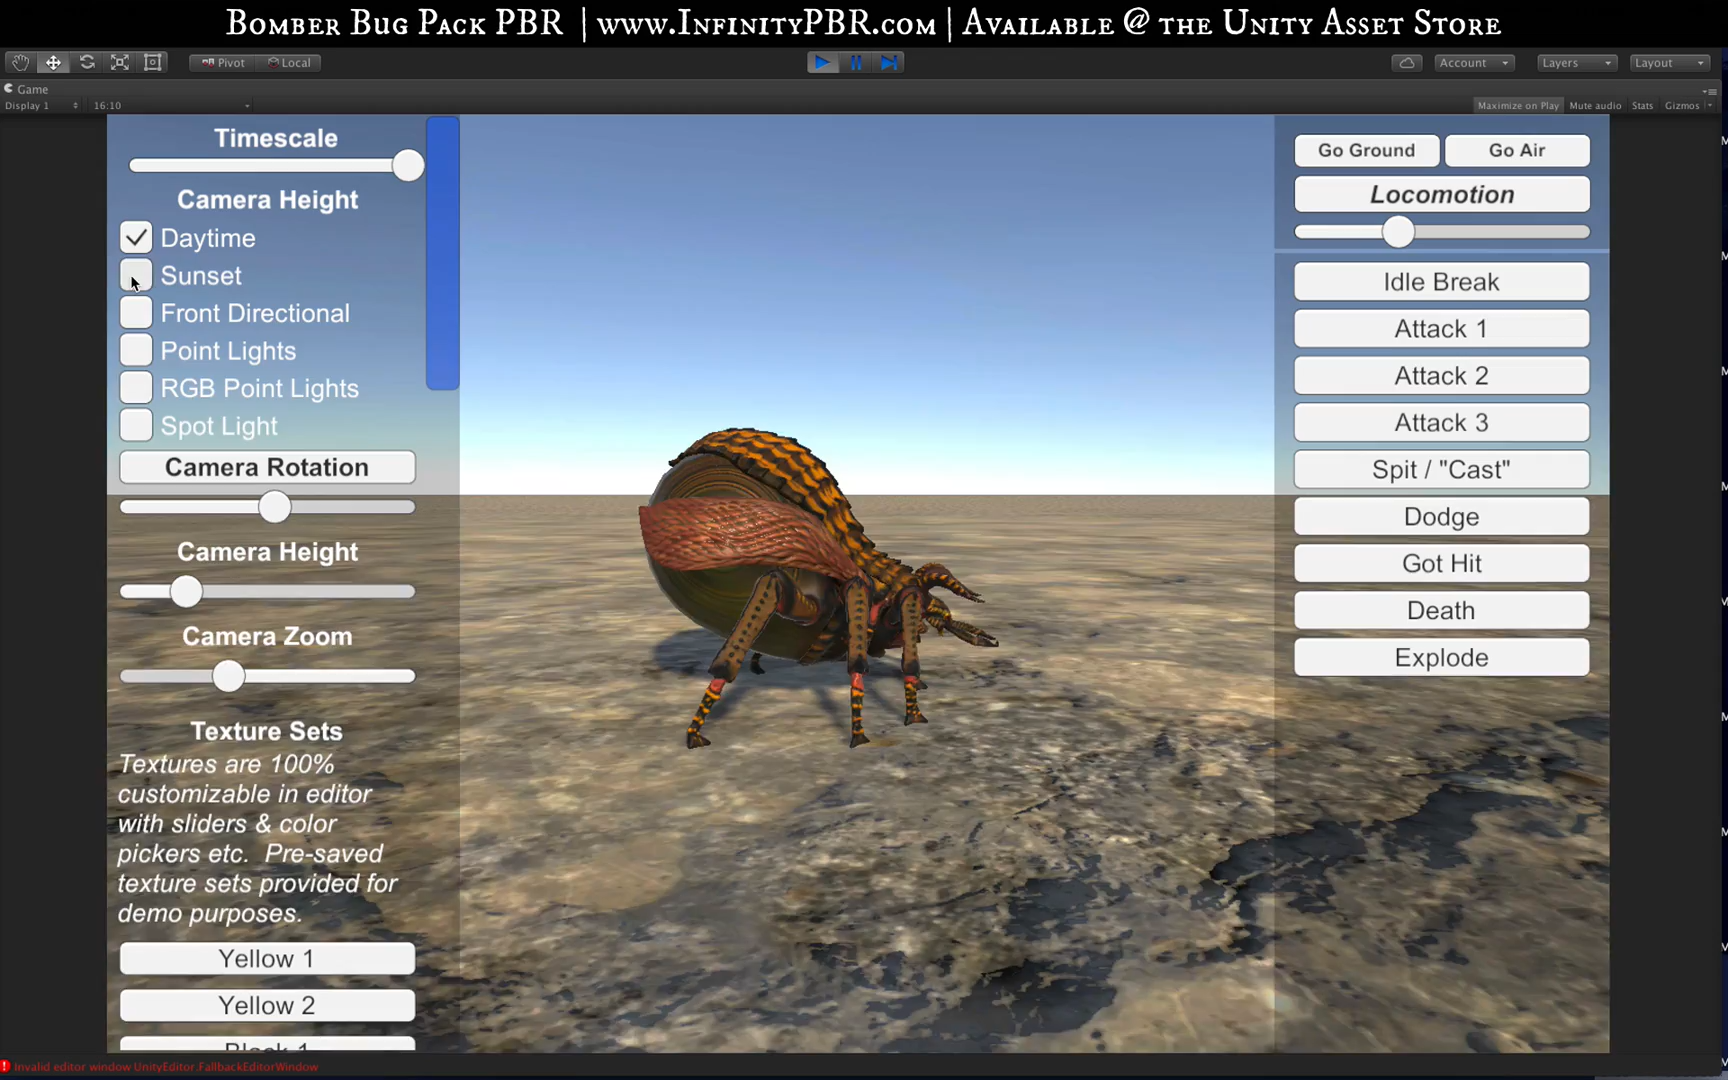 Bomber Bug Pack PBR | www.InfinityPBR.com | Available @ the Unity Asset Store
Pivot Local Account Layers Layout
Game
Display 1 16:10 Maximize on Play Mute audio Stats Gizmos
Timescale
Camera Height
Daytime
Sunset
Front Directional
Point Lights
RGB Point Lights
Spot Light
Camera Rotation
Camera Height
Camera Zoom
Texture Sets
Textures are 100%
customizable in editor
with sliders & color
pickers etc. Pre-saved
texture sets provided for
demo purposes.
Yellow 1
Yellow 2
Black 1
Go Ground Go Air
Locomotion
Idle Break
Attack 1
Attack 2
Attack 3
Spit / "Cast"
Dodge
Got Hit
Death
Explode
Invalid editor window UnityEditor.FallbackEditorWindow